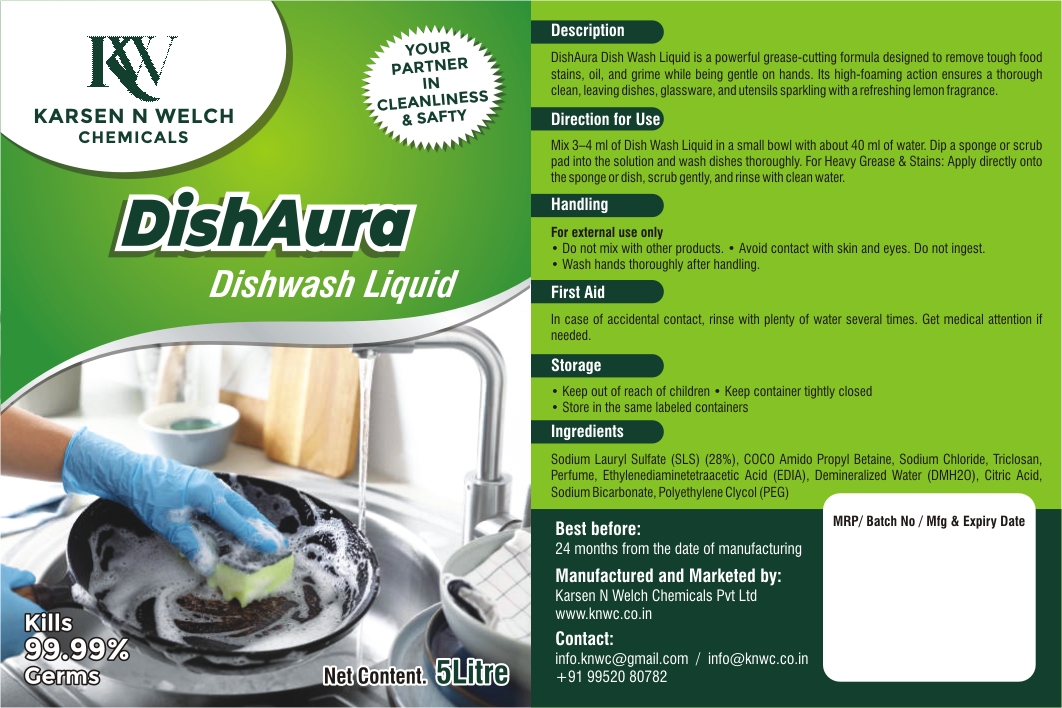 KW
KARSEN N WELCH
CHEMICALS
YOUR
PARTNER
IN
CLEANLINESS
& SAFTY
DishAura
Dishwash Liquid
Kills
99.99%
Germs
Net Content. 5Litre
Description
DishAura Dish Wash Liquid is a powerful grease-cutting formula designed to remove tough food
stains, oil, and grime while being gentle on hands. Its high-foaming action ensures a thorough
clean, leaving dishes, glassware, and utensils sparkling with a refreshing lemon fragrance.
Direction for Use
Mix 3–4 ml of Dish Wash Liquid in a small bowl with about 40 ml of water. Dip a sponge or scrub
pad into the solution and wash dishes thoroughly. For Heavy Grease & Stains: Apply directly onto
the sponge or dish, scrub gently, and rinse with clean water.
Handling
For external use only
• Do not mix with other products. • Avoid contact with skin and eyes. Do not ingest.
• Wash hands thoroughly after handling.
First Aid
In case of accidental contact, rinse with plenty of water several times. Get medical attention if
needed.
Storage
• Keep out of reach of children • Keep container tightly closed
• Store in the same labeled containers
Ingredients
Sodium Lauryl Sulfate (SLS) (28%), COCO Amido Propyl Betaine, Sodium Chloride, Triclosan,
Perfume, Ethylenediaminetetraacetic Acid (EDIA), Demineralized Water (DMH2O), Citric Acid,
Sodium Bicarbonate, Polyethylene Clycol (PEG)
Best before:
24 months from the date of manufacturing
Manufactured and Marketed by:
Karsen N Welch Chemicals Pvt Ltd
www.knwc.co.in
Contact:
info.knwc@gmail.com / info@knwc.co.in
+91 99520 80782
MRP/ Batch No / Mfg & Expiry Date